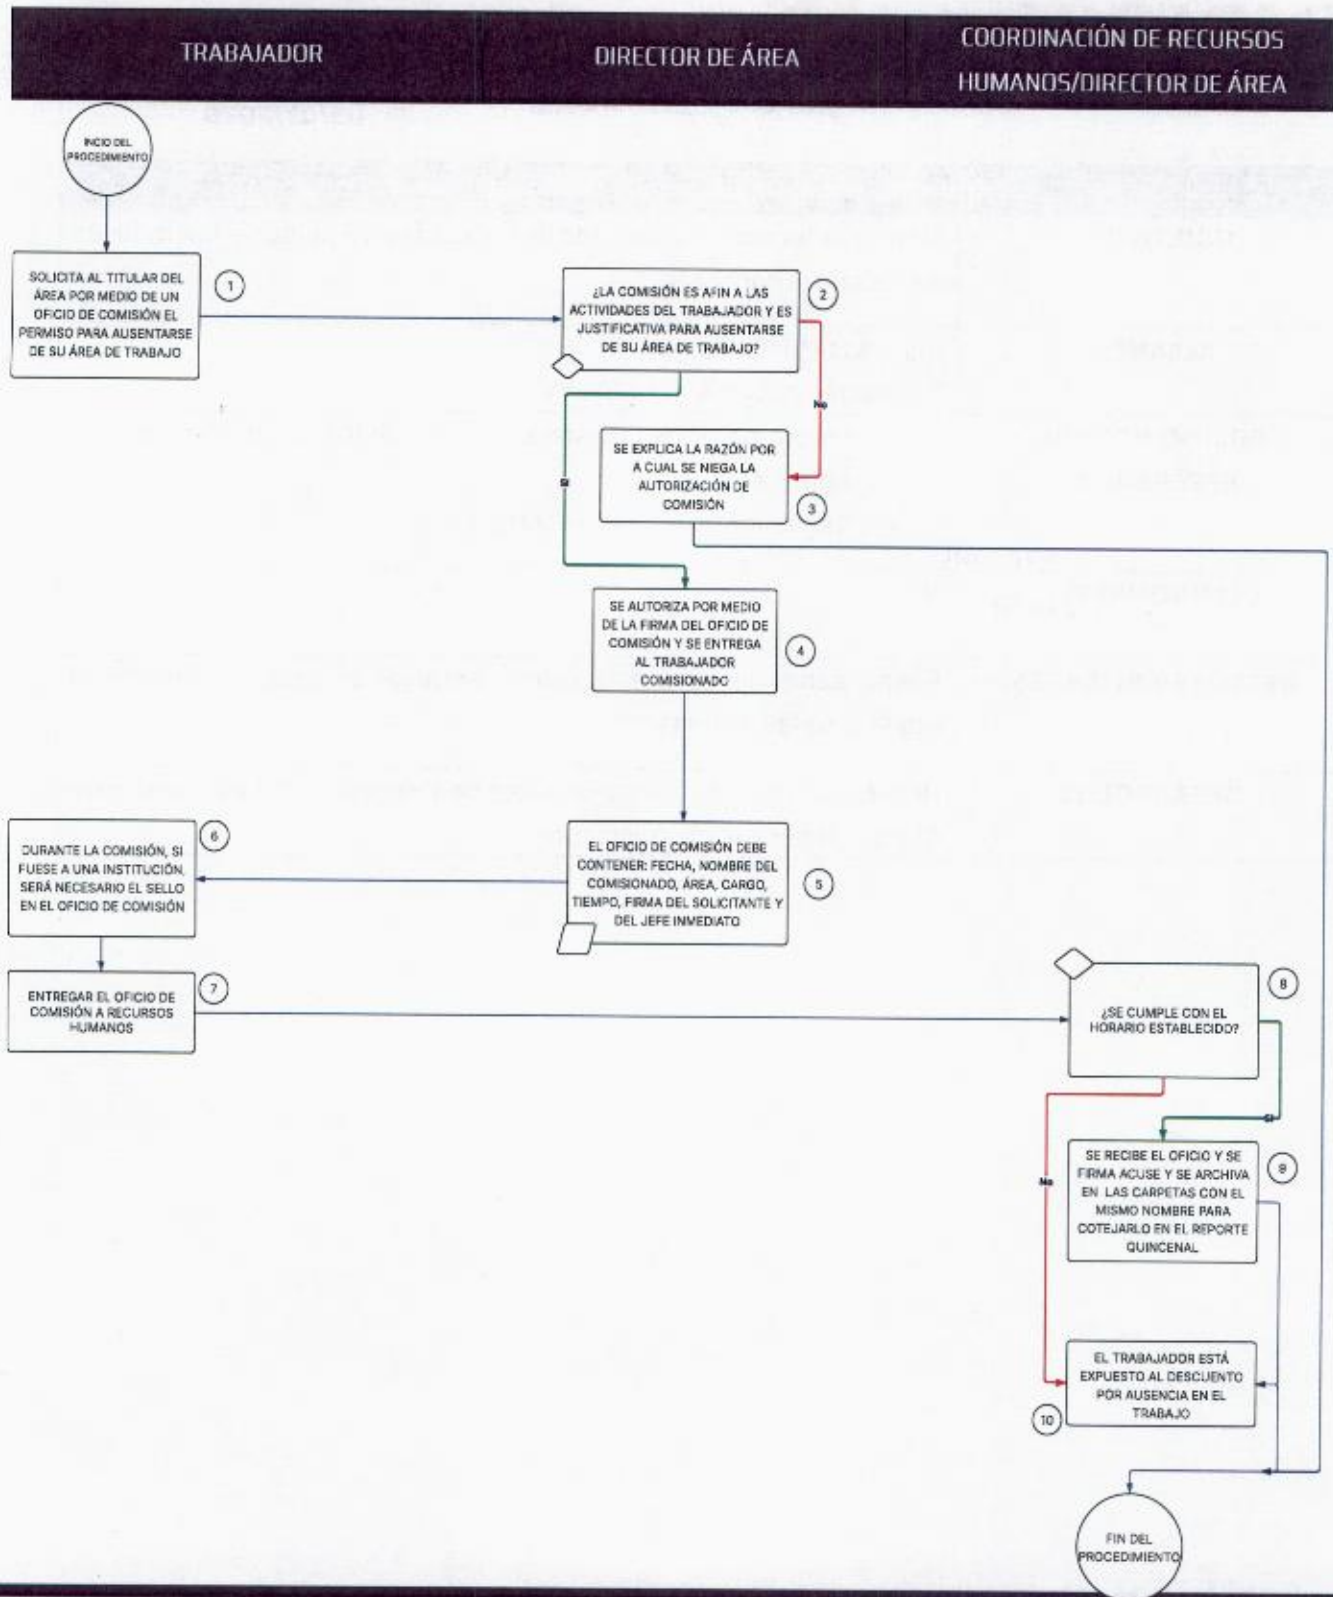 TRABAJADOR
DIRECTOR DE ÁREA
COORDINACIÓN DE RECURSOS
HUMANOS/DIRECTOR DE ÁREA
INCIO DEL
PROCEDIMIENTO
SOLICITA AL TITULAR DEL
ÁREA POR MEDIO DE UN
OFICIO DE COMISIÓN EL
PERMISO PARA AUSENTARSE
DE SU ÁREA DE TRABAJO
1
¿LA COMISIÓN ES AFIN A LAS
ACTIVIDADES DEL TRABAJADOR Y ES
JUSTIFICATIVA PARA AUSENTARSE
DE SU ÁREA DE TRABAJO?
2
No
SI
SE EXPLICA LA RAZÓN POR
A CUAL SE NIEGA LA
AUTORIZACIÓN DE
COMISIÓN
3
SE AUTORIZA POR MEDIO
DE LA FIRMA DEL OFICIO DE
COMISIÓN Y SE ENTREGA
AL TRABAJADOR
COMISIONADO
4
EL OFICIO DE COMISIÓN DEBE
CONTENER: FECHA, NOMBRE DEL
COMISIONADO, ÁREA, CARGO,
TIEMPO, FIRMA DEL SOLICITANTE Y
DEL JEFE INMEDIATO
5
DURANTE LA COMISIÓN, SI
FUESE A UNA INSTITUCIÓN,
SERÁ NECESARIO EL SELLO
EN EL OFICIO DE COMISIÓN
6
ENTREGAR EL OFICIO DE
COMISIÓN A RECURSOS
HUMANOS
7
¿SE CUMPLE CON EL
HORARIO ESTABLECIDO?
8
SI
No
SE RECIBE EL OFICIO Y SE
FIRMA ACUSE Y SE ARCHIVA
EN LAS CARPETAS CON EL
MISMO NOMBRE PARA
COTEJARLO EN EL REPORTE
QUINCENAL
9
EL TRABAJADOR ESTÁ
EXPUESTO AL DESCUENTO
POR AUSENCIA EN EL
TRABAJO
10
FIN DEL
PROCEDIMIENTO